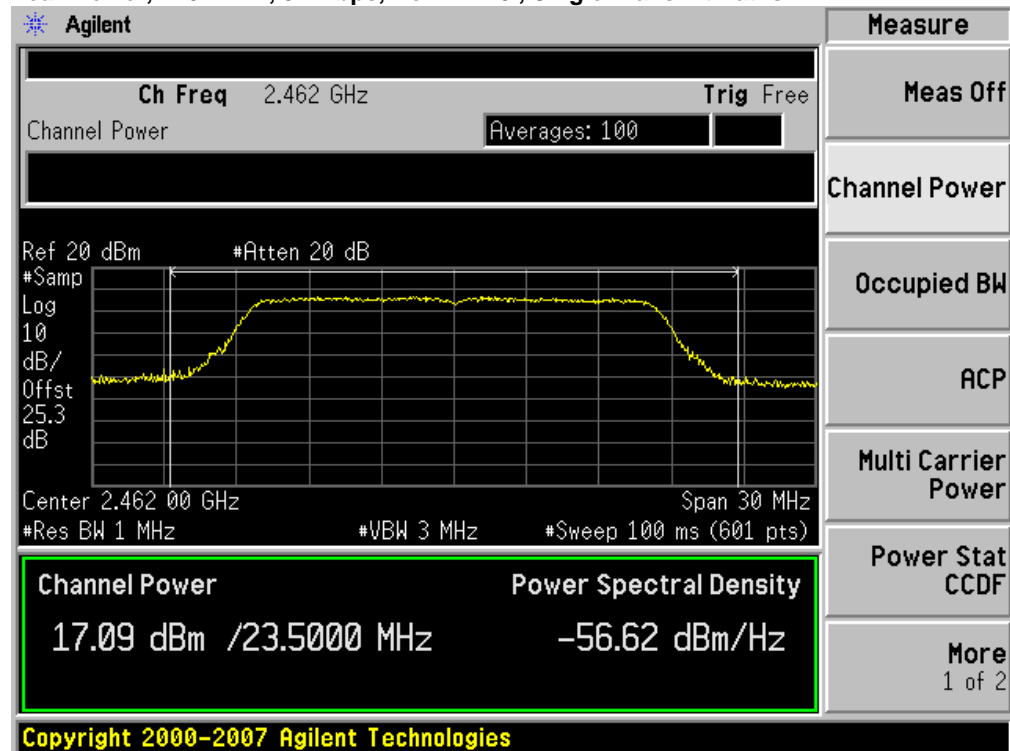 Agilent
Measure
Ch Freq 2.462 GHz Trig Free
Channel Power Averages: 100
Ref 20 dBm #Atten 20 dB
#Samp
Log
10
dB/
Offst
25.3
dB
Center 2.462 00 GHz Span 30 MHz
#Res BW 1 MHz #VBW 3 MHz #Sweep 100 ms (601 pts)
Channel Power Power Spectral Density
17.09 dBm /23.5000 MHz -56.62 dBm/Hz
Copyright 2000-2007 Agilent Technologies
Meas Off
Channel Power
Occupied BW
ACP
Multi Carrier
Power
Power Stat
CCDF
More
1 of 2